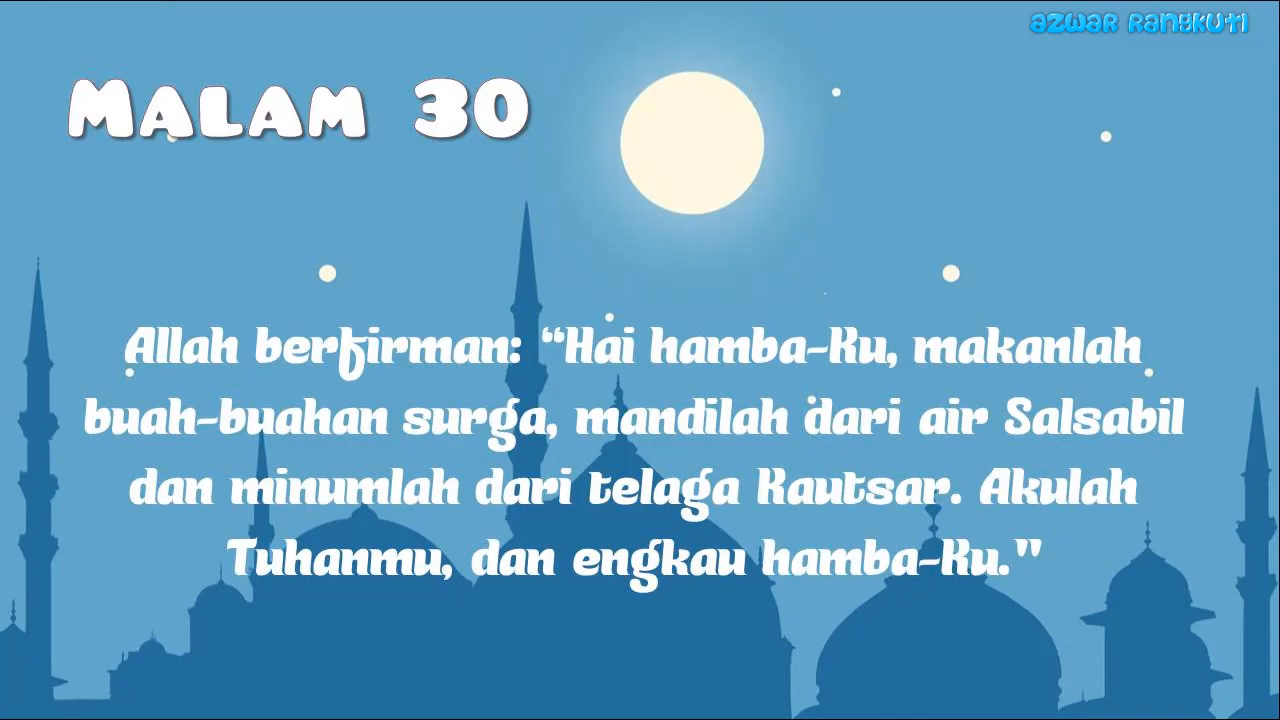 Azwar Rangkuti
Malam 30
Allah berfirman: “Hai hamba-Ku, makanlah
buah-buahan surga, mandilah dari air Salsabil
dan minumlah dari telaga Kautsar. Akulah
Tuhanmu, dan engkau hamba-Ku."